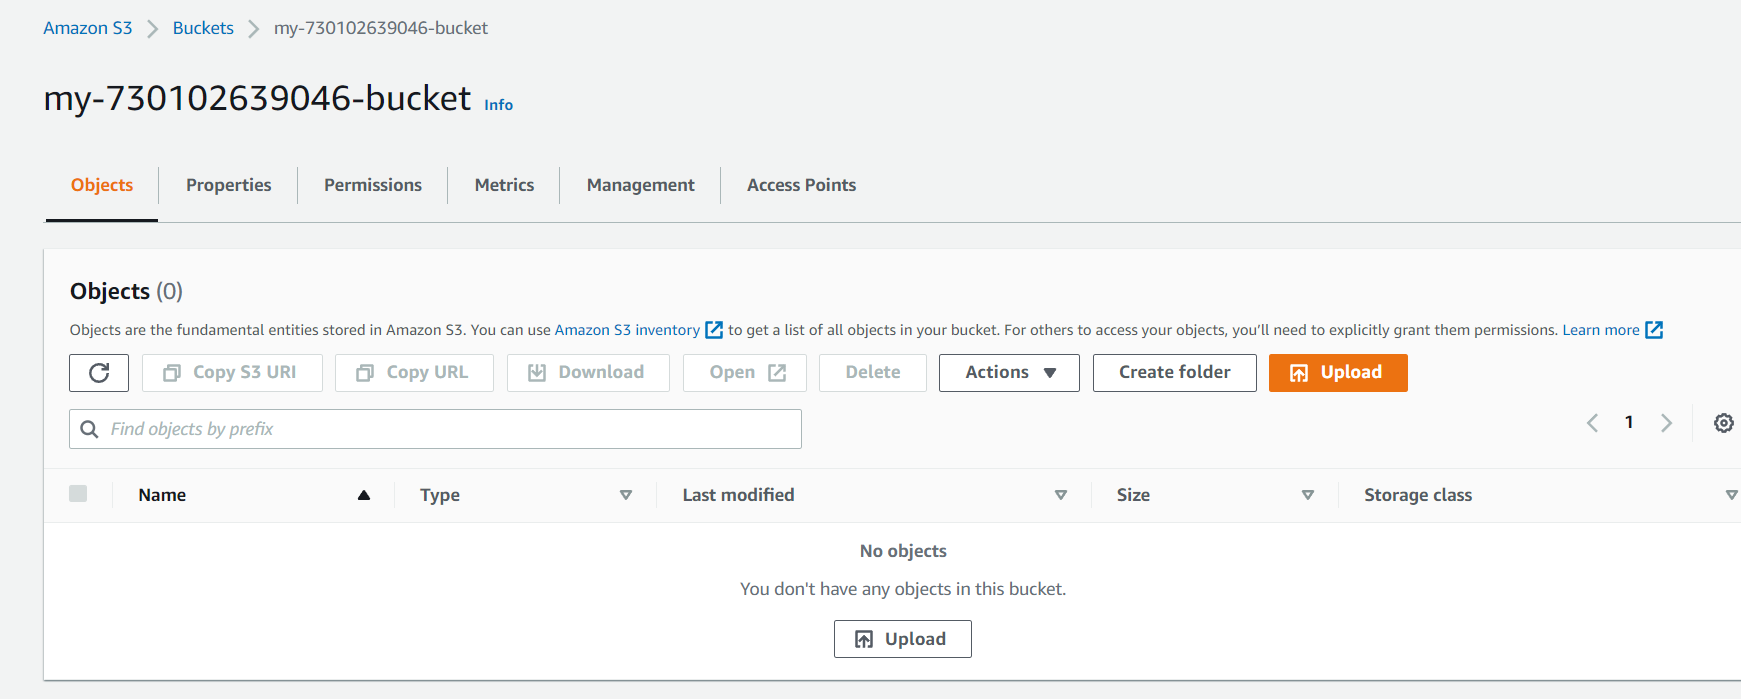 Amazon S3 > Buckets > my-730102639046-bucket
my-730102639046-bucket Info
Objects Properties Permissions Metrics Management Access Points
Objects (0)
Objects are the fundamental entities stored in Amazon S3. You can use Amazon S3 inventory to get a list of all objects in your bucket. For others to access your objects, you’ll need to explicitly grant them permissions. Learn more
Copy S3 URI Copy URL Download Open Delete Actions Create folder Upload
Find objects by prefix
1
Name Type Last modified Size Storage class
No objects
You don't have any objects in this bucket.
Upload